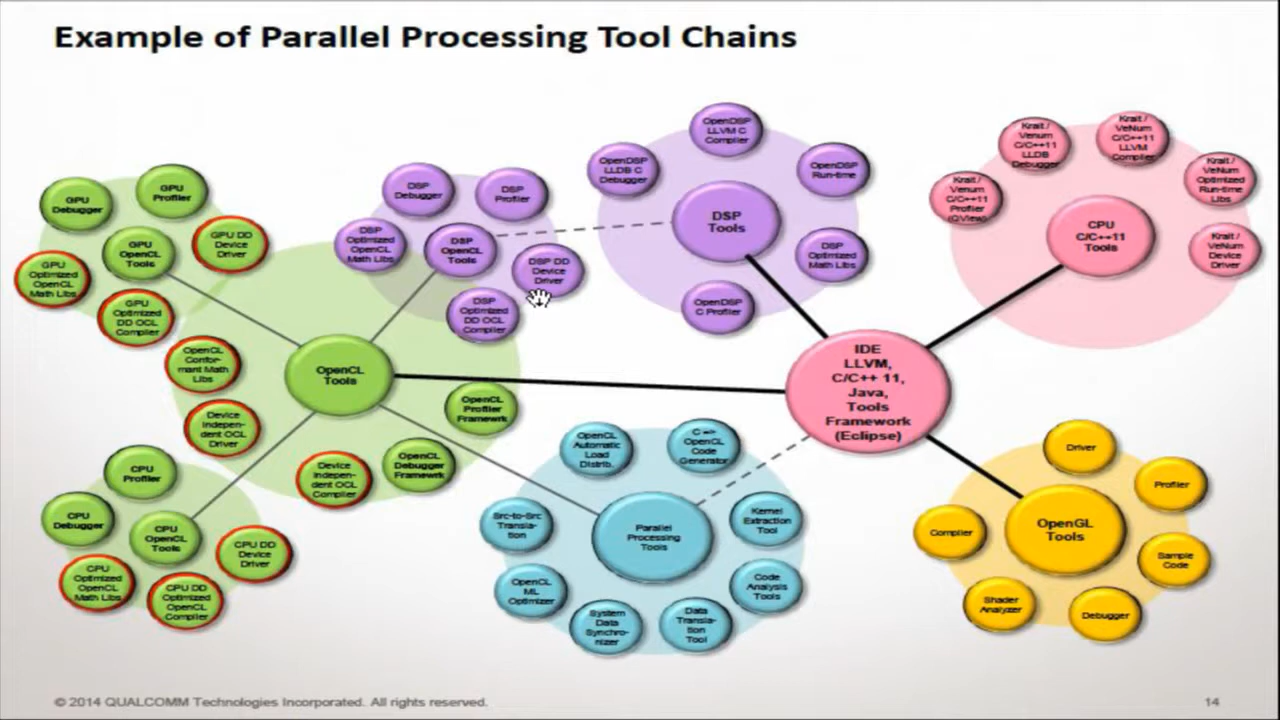 Example of Parallel Processing Tool Chains
GPU
Debugger
GPU
Profiler
GPU
OpenCL
Tools
GPU DD
Device
Driver
GPU
Optimized
OpenCL
Math Libs
GPU
Optimized
DD OCL
Compiler
DSP
Debugger
DSP
Profiler
DSP
Optimized
OpenCL
Math Libs
DSP
OpenCL
Tools
DSP DD
Device
Driver
DSP
Optimized
DD OCL
Compiler
OpenDSP
LLVM C
Compiler
OpenDSP
LLDB C
Debugger
OpenDSP
Run-time
DSP
Tools
DSP
Optimized
Math Libs
OpenDSP
C Profiler
Krait /
Venum
C/C++11
LLDB
Debugger
Krait /
VeNum
C/C++11
LLVM
Compiler
Krait /
Venum
C/C++11
Profiler
(QView)
Krait /
VeNum
Optimized
Run-time
Libs
CPU
C/C++11
Tools
Krait /
VeNum
Device
Driver
OpenCL
Confor-
mant Math
Libs
OpenCL
Tools
Device
Indepen-
dent OCL
Driver
OpenCL
Profiler
Framewrk
OpenCL
Debugger
Framewrk
Device
Indepen-
dent OCL
Compiler
IDE
LLVM,
C/C++ 11,
Java,
Tools
Framework
(Eclipse)
CPU
Profiler
CPU
Debugger
CPU
OpenCL
Tools
CPU DD
Device
Driver
CPU
Optimized
OpenCL
Math Libs
CPU DD
Optimized
OpenCL
Compiler
OpenCL
Automatic
Load
Distrib.
C =>
OpenCL
Code
Generator
Src-to-Src
Transla-
tion
Parallel
Processing
Tools
Kernel
Extraction
Tool
OpenCL
ML
Optimizer
Code
Analysis
Tools
System
Data
Synchro-
nizer
Data
Transla-
tion
Tool
Driver
Profiler
Compiler
OpenGL
Tools
Sample
Code
Shader
Analyzer
Debugger
© 2014 QUALCOMM Technologies Incorporated. All rights reserved.
14